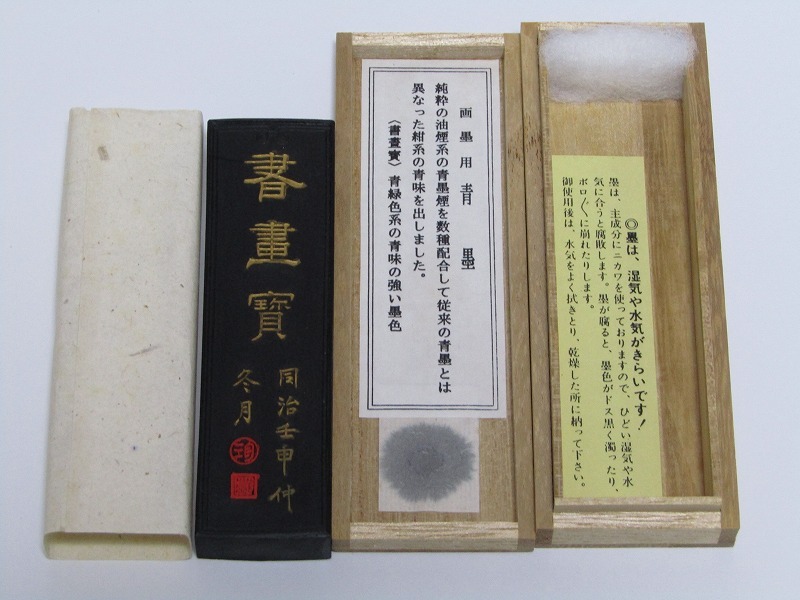 書畫寳
同治壬申仲
冬月
画墨用青墨
純粋の油煙系の青墨煙を数種配合して従来の青墨とは
異なった紺系の青味を出しました。
〈書畫寳〉青緑色系の青味の強い墨色
◎墨は、湿気や水気がきらいです!
墨は、主成分にニカワを使っておりますので、ひどい湿気や水
気に合うと腐敗します。墨が腐ると、墨色がドス黒く濁ったり、
ボロ〳〵に崩れたりします。
御使用後は、水気をよく拭きとり、乾燥した所に納って下さい。